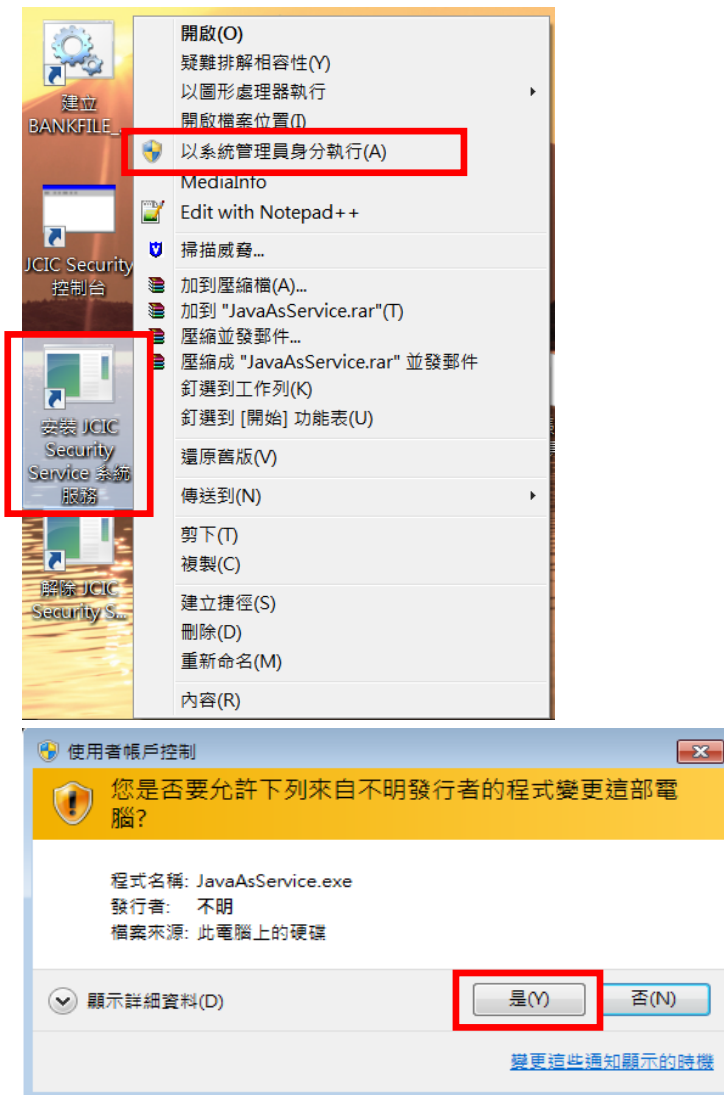 建立
BANKFILE_...
JCIC Security
控制台
安裝 JCIC
Security
Service 系統
服務
解除 JCIC
Security S...
開啟(O)
疑難排解相容性(Y)
以圖形處理器執行
開啟檔案位置(I)
以系統管理員身分執行(A)
MediaInfo
Edit with Notepad++
掃描威脅...
加到壓縮檔(A)...
加到 "JavaAsService.rar"(T)
壓縮並發郵件...
壓縮成 "JavaAsService.rar" 並發郵件
釘選到工作列(K)
釘選到 [開始] 功能表(U)
還原舊版(V)
傳送到(N)
剪下(T)
複製(C)
建立捷徑(S)
刪除(D)
重新命名(M)
內容(R)
使用者帳戶控制
您是否要允許下列來自不明發行者的程式變更這部電
腦?
程式名稱: JavaAsService.exe
發行者: 不明
檔案來源: 此電腦上的硬碟
顯示詳細資料(D)
是(Y)
否(N)
變更這些通知顯示的時機